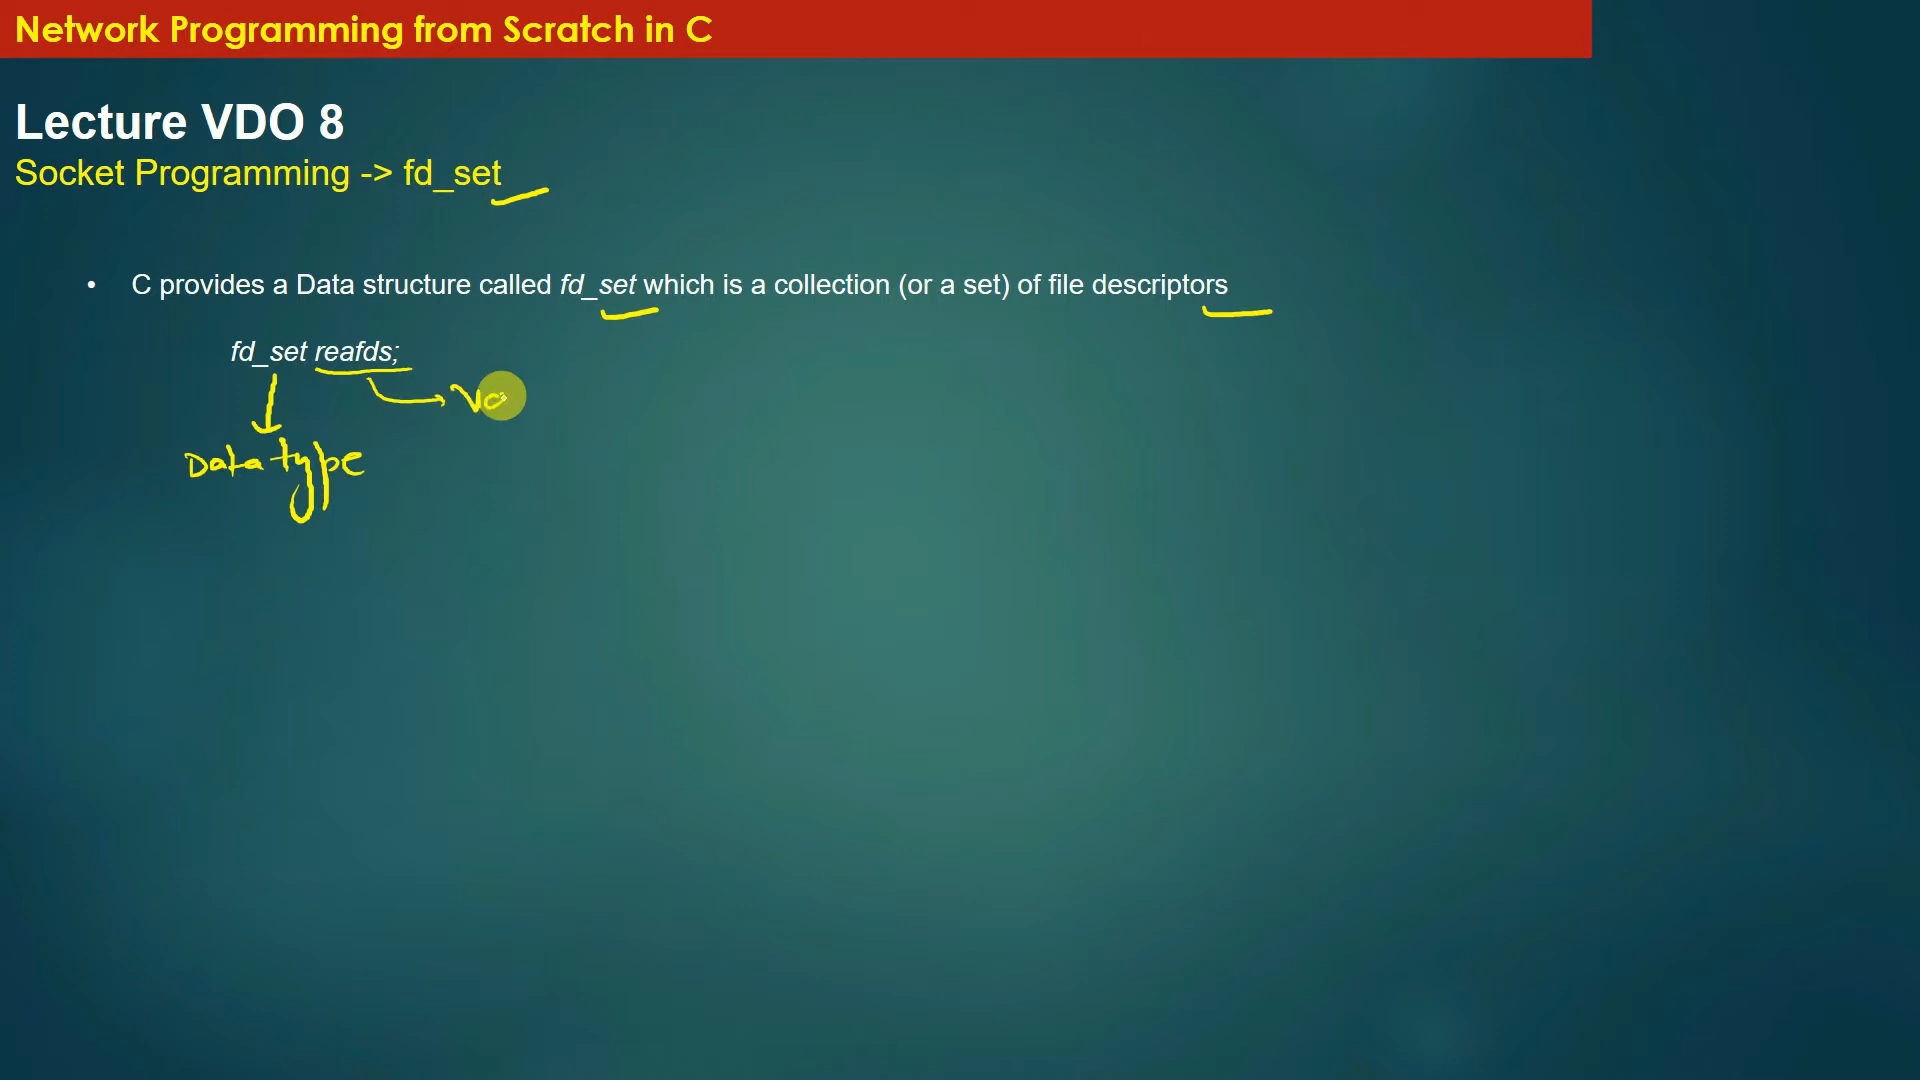 Network Programming from Scratch in C
Lecture VDO 8
Socket Programming -> fd_set
• C provides a Data structure called fd_set which is a collection (or a set) of file descriptors
fd_set reafds;
Va
Data type